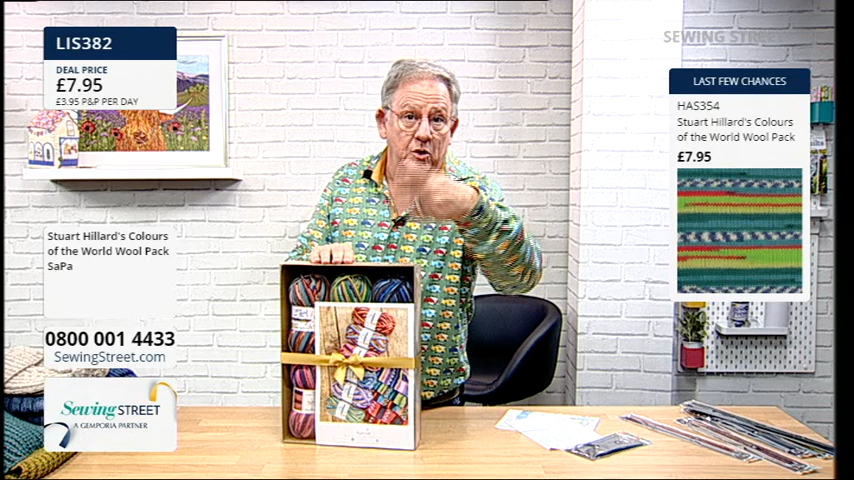 LIS382
DEAL PRICE
£7.95
£3.95 P&P PER DAY
SEWING STREET
LAST FEW CHANCES
HAS354
Stuart Hillard's Colours
of the World Wool Pack
£7.95
Stuart Hillard's Colours
of the World Wool Pack
SaPa
0800 001 4433
SewingStreet.com
Sewing STREET
A GEMPORIA PARTNER